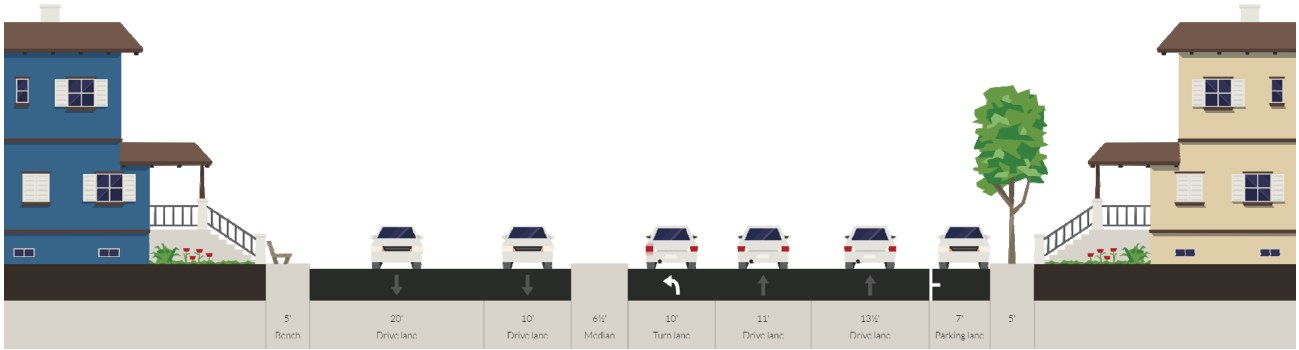 5' 20' 10' 6½' 10' 11' 13½' 7' 5'
Bench Drive lane Drive lane Median Turn lane Drive lane Drive lane Parking lane